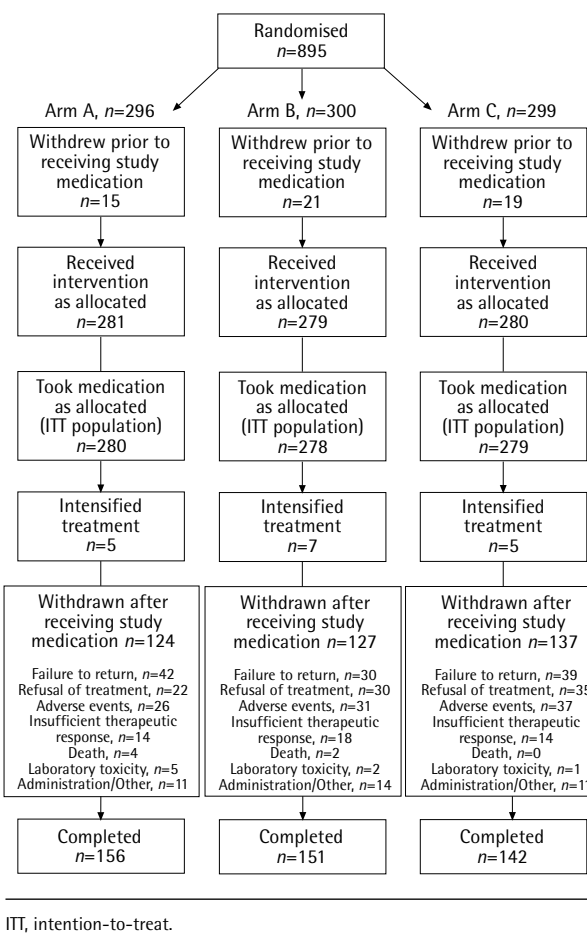 Randomised
n=895
Arm A, n=296
Withdrew prior to
receiving study
medication
n=15
Received
intervention
as allocated
n=281
Took medication
as allocated
(ITT population)
n=280
Intensified
treatment
n=5
Withdrawn after
receiving study
medication n=124
Failure to return, n=42
Refusal of treatment, n=22
Adverse events, n=26
Insufficient therapeutic
response, n=14
Death, n=4
Laboratory toxicity, n=5
Administration/Other, n=11
Completed
n=156
Arm B, n=300
Withdrew prior to
receiving study
medication
n=21
Received
intervention
as allocated
n=279
Took medication
as allocated
(ITT population)
n=278
Intensified
treatment
n=7
Withdrawn after
receiving study
medication n=127
Failure to return, n=30
Refusal of treatment, n=30
Adverse events, n=31
Insufficient therapeutic
response, n=18
Death, n=2
Laboratory toxicity, n=2
Administration/Other, n=14
Completed
n=151
Arm C, n=299
Withdrew prior to
receiving study
medication
n=19
Received
intervention
as allocated
n=280
Took medication
as allocated
(ITT population)
n=279
Intensified
treatment
n=5
Withdrawn after
receiving study
medication n=137
Failure to return, n=39
Refusal of treatment, n=35
Adverse events, n=37
Insufficient therapeutic
response, n=14
Death, n=0
Laboratory toxicity, n=1
Administration/Other, n=11
Completed
n=142
ITT, intention-to-treat.